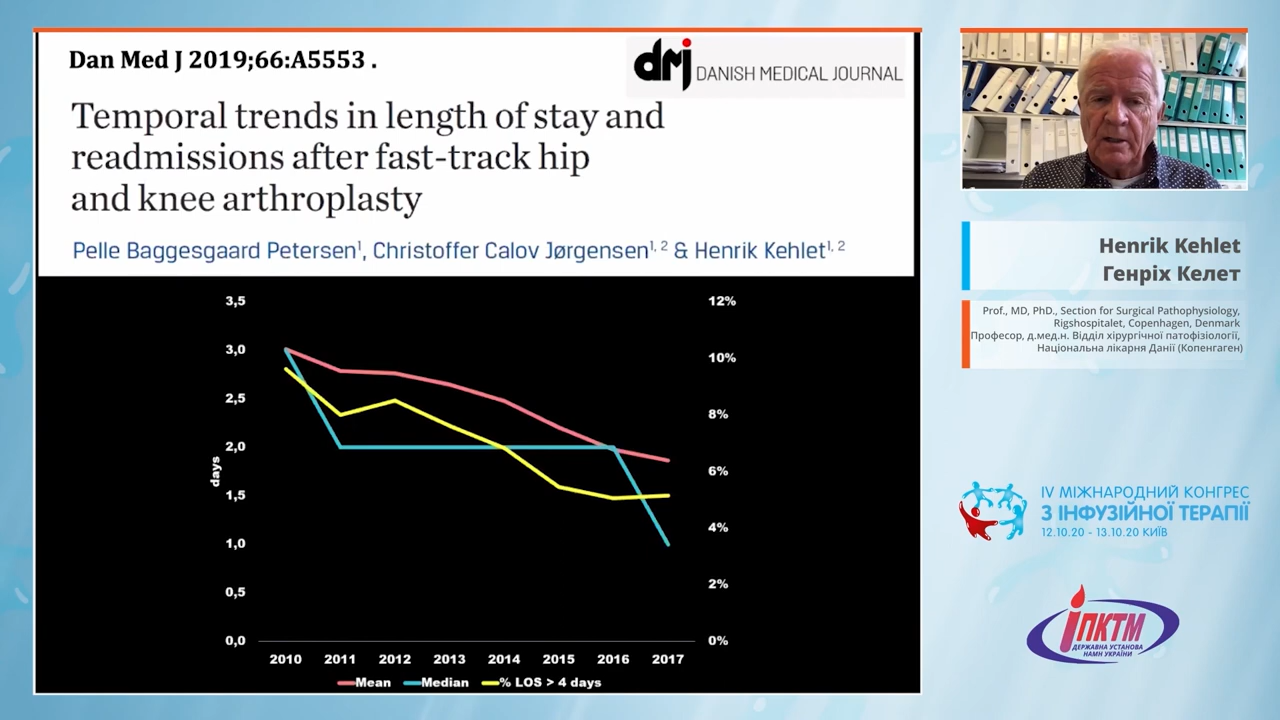 Dan Med J 2019;66:A5553 .
drj DANISH MEDICAL JOURNAL
Temporal trends in length of stay and
readmissions after fast-track hip
and knee arthroplasty
Pelle Baggesgaard Petersen¹, Christoffer Calov Jørgensen¹, ² & Henrik Kehlet¹, ²
3,5
3,0
2,5
2,0
1,5
1,0
0,5
0,0
days
12%
10%
8%
6%
4%
2%
0%
2010 2011 2012 2013 2014 2015 2016 2017
Mean Median % LOS > 4 days
Henrik Kehlet
Генріх Келет
Prof., MD, PhD., Section for Surgical Pathophysiology,
Rigshospitalet, Copenhagen, Denmark
Професор, д.мед.н. Відділ хірургічної патофізіології,
Національна лікарня Данії (Копенгаген)
IV МІЖНАРОДНИЙ КОНГРЕС
З ІНФУЗІЙНОЇ ТЕРАПІЇ
12.10.20 - 13.10.20 КИЇВ
ІПКТМ
ДЕРЖАВНА УСТАНОВА
НАМН УКРАЇНИ